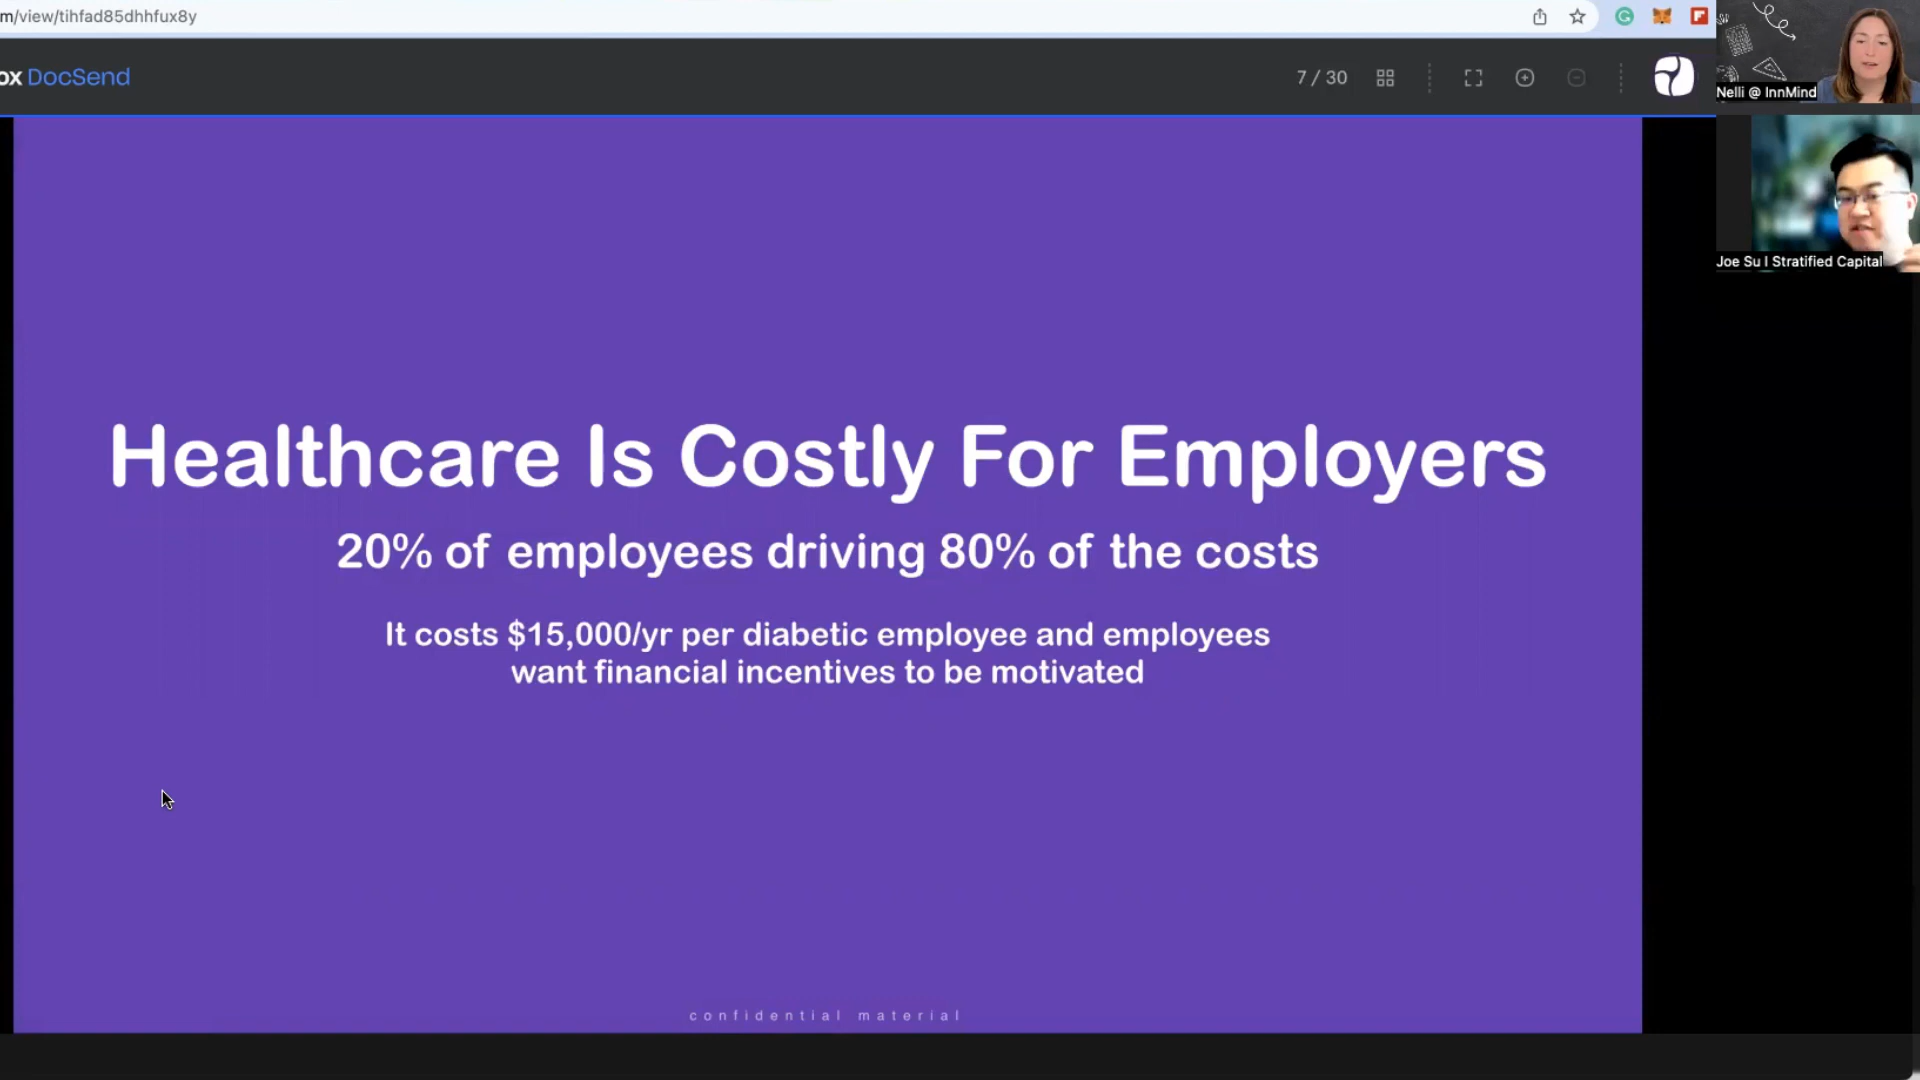 m/view/tihfad85dhhfux8y
ox DocSend
7 / 30
Nelli @ InnMind
Joe Su I Stratified Capital
Healthcare Is Costly For Employers
20% of employees driving 80% of the costs
It costs $15,000/yr per diabetic employee and employees
want financial incentives to be motivated
confidential material